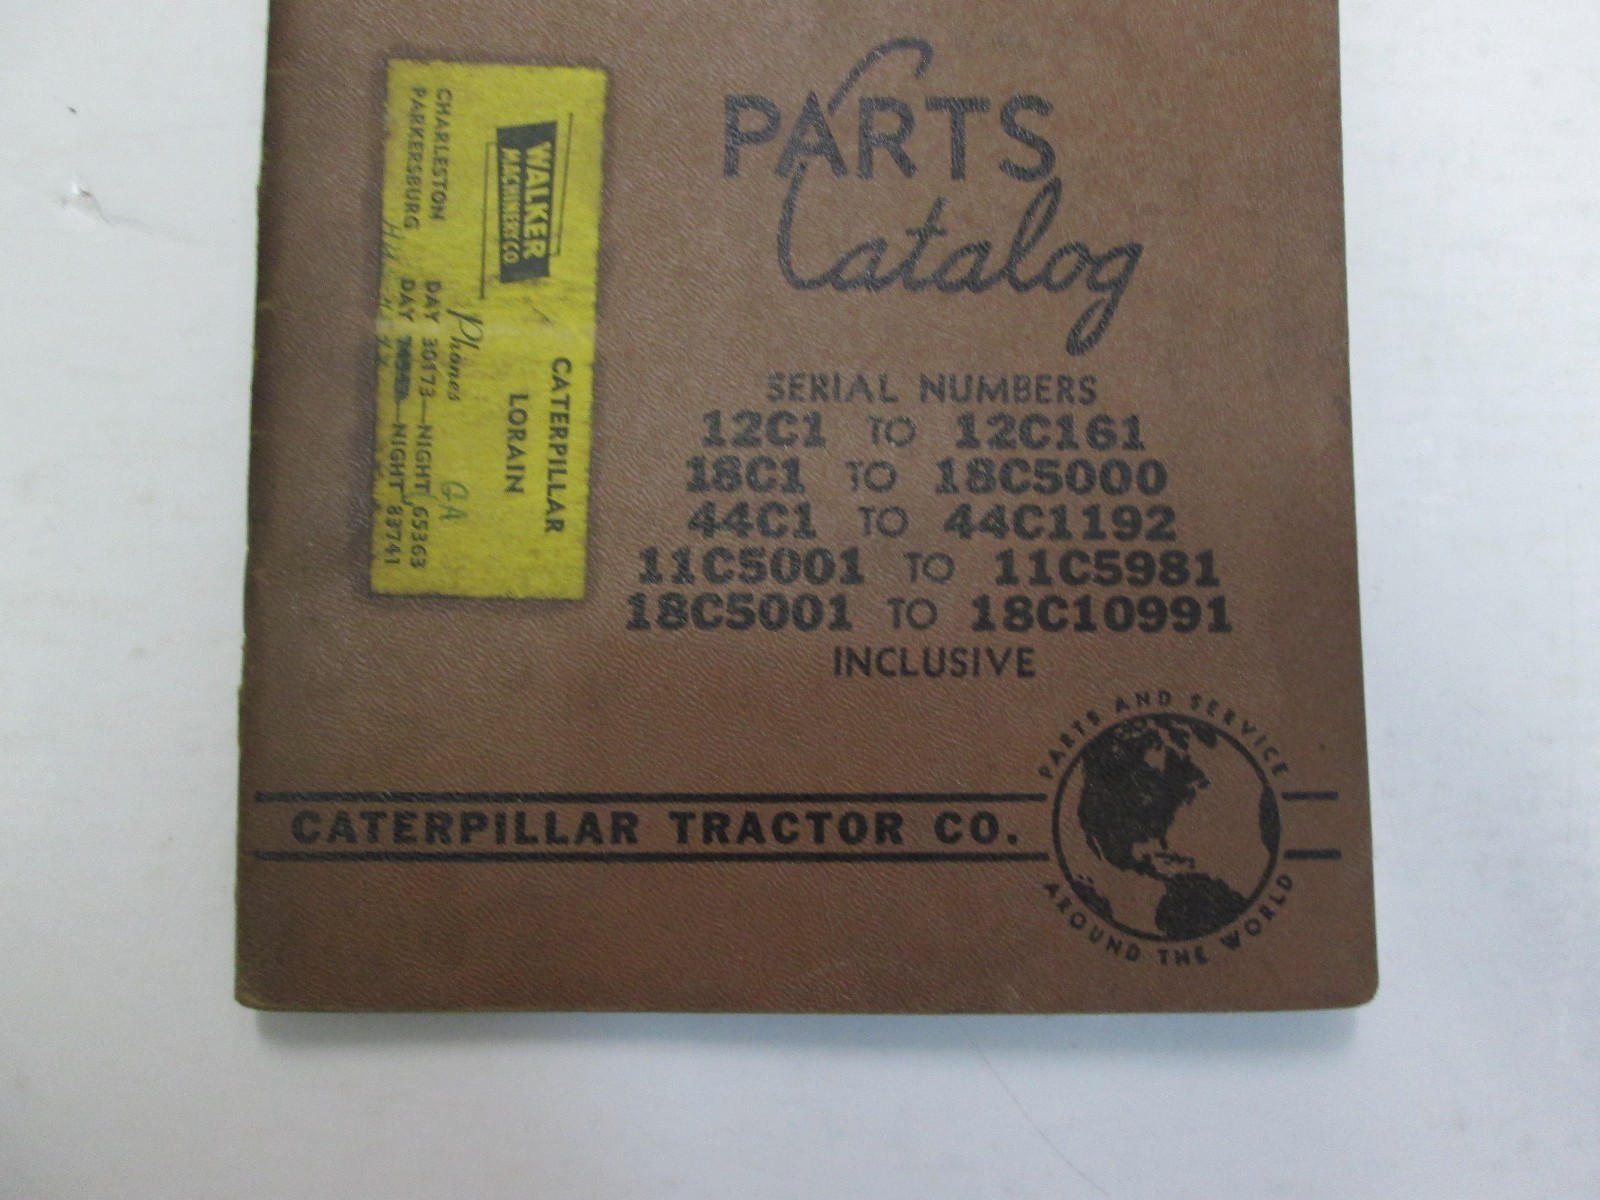 PARTS
Catalog
SERIAL NUMBERS
12C1 TO 12C161
18C1 TO 18C5000
44C1 TO 44C1192
11C5001 TO 11C5981
18C5001 TO 18C10991
INCLUSIVE
CATERPILLAR TRACTOR CO.
PARTS AND SERVICE
AROUND THE WORLD
WALKER
MACHINERY CO
CATERPILLAR
LORAIN
Phones GA
CHARLESTON DAY 30173—NIGHT 65363
PARKERSBURG DAY —NIGHT 83741